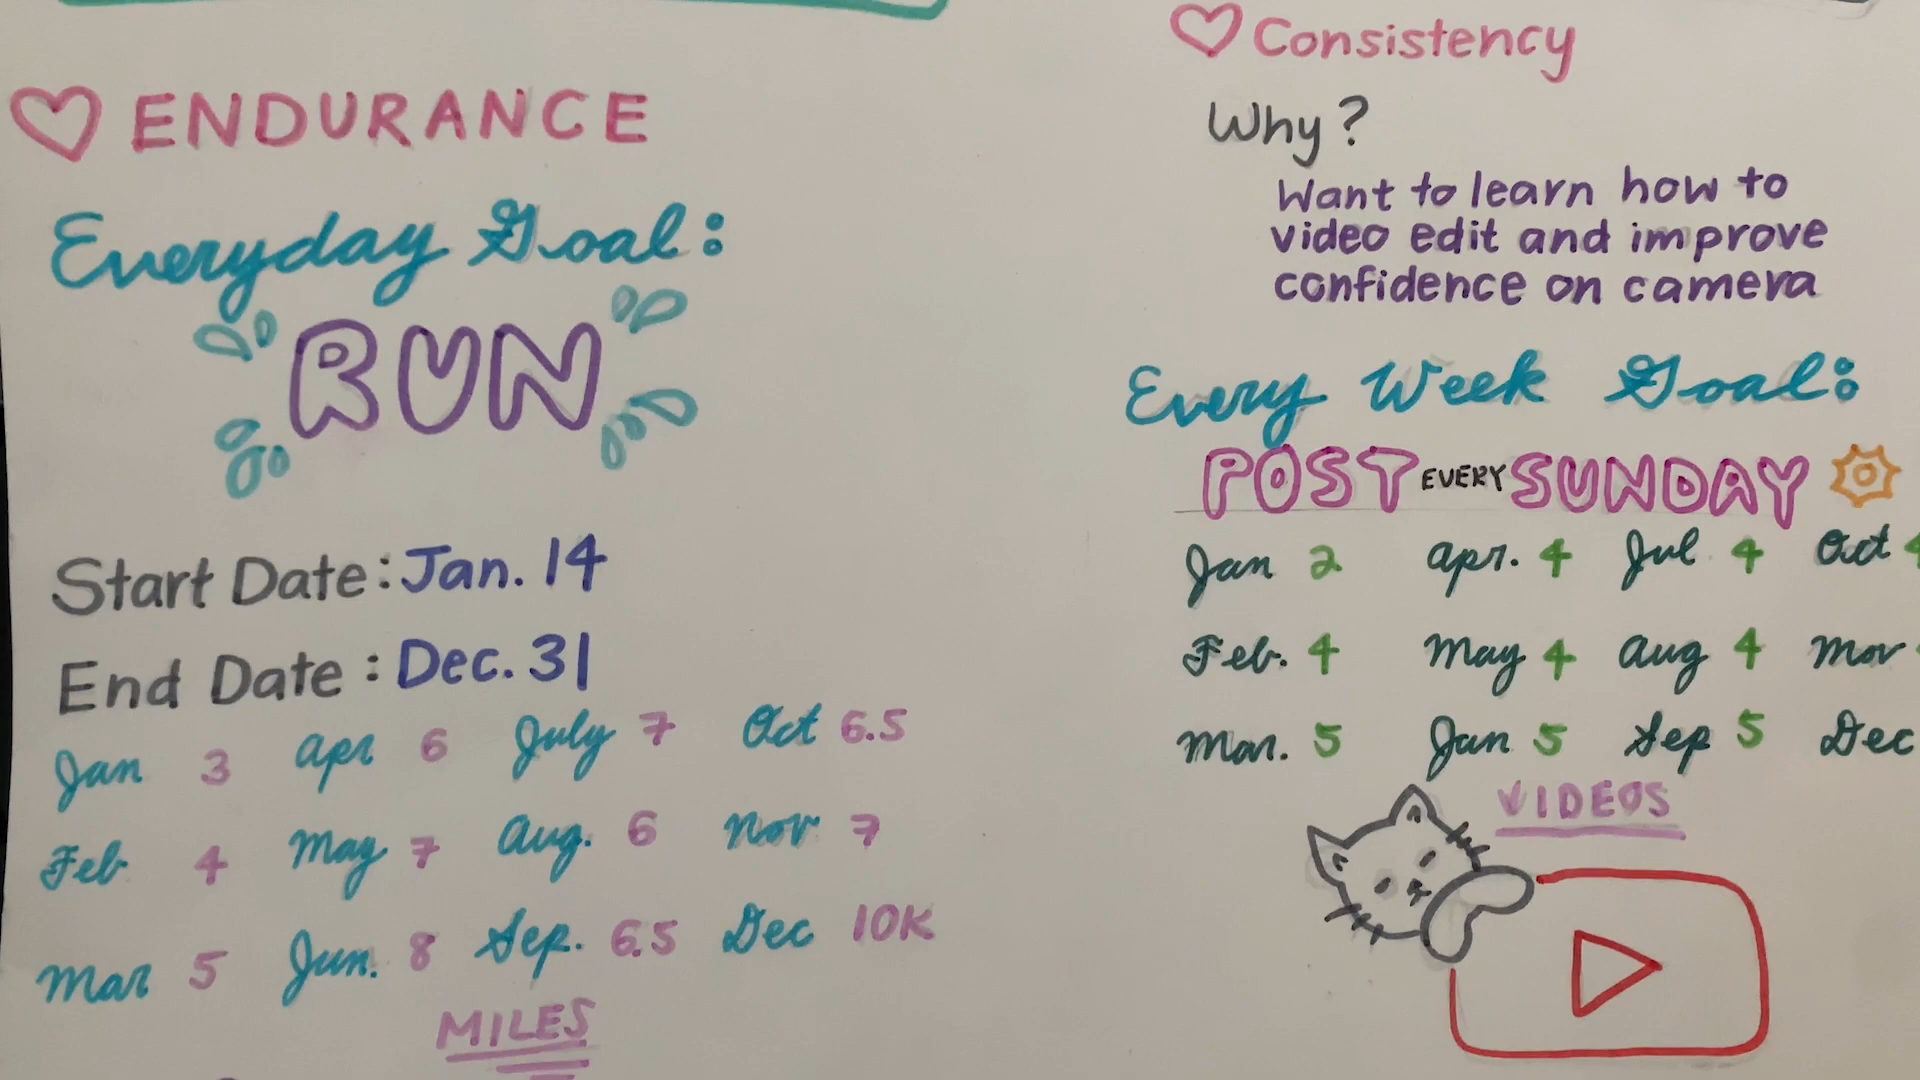 ENDURANCE
Everyday Goal:
RUN
Start Date: Jan. 14
End Date: Dec. 31
Jan 3 Apr 6 July 7 Oct 6.5
Feb 4 May 7 Aug. 6 Nov 7
Mar 5 Jun. 8 Sep. 6.5 Dec 10K
MILES
Consistency
Why?
Want to learn how to
video edit and improve
confidence on camera
Every Week Goal:
POST EVERY SUNDAY
Jan 2 Apr. 4 Jul 4 Oct
Feb. 4 May 4 Aug 4 Nov
Mar. 5 Jun 5 Sep 5 Dec
VIDEOS